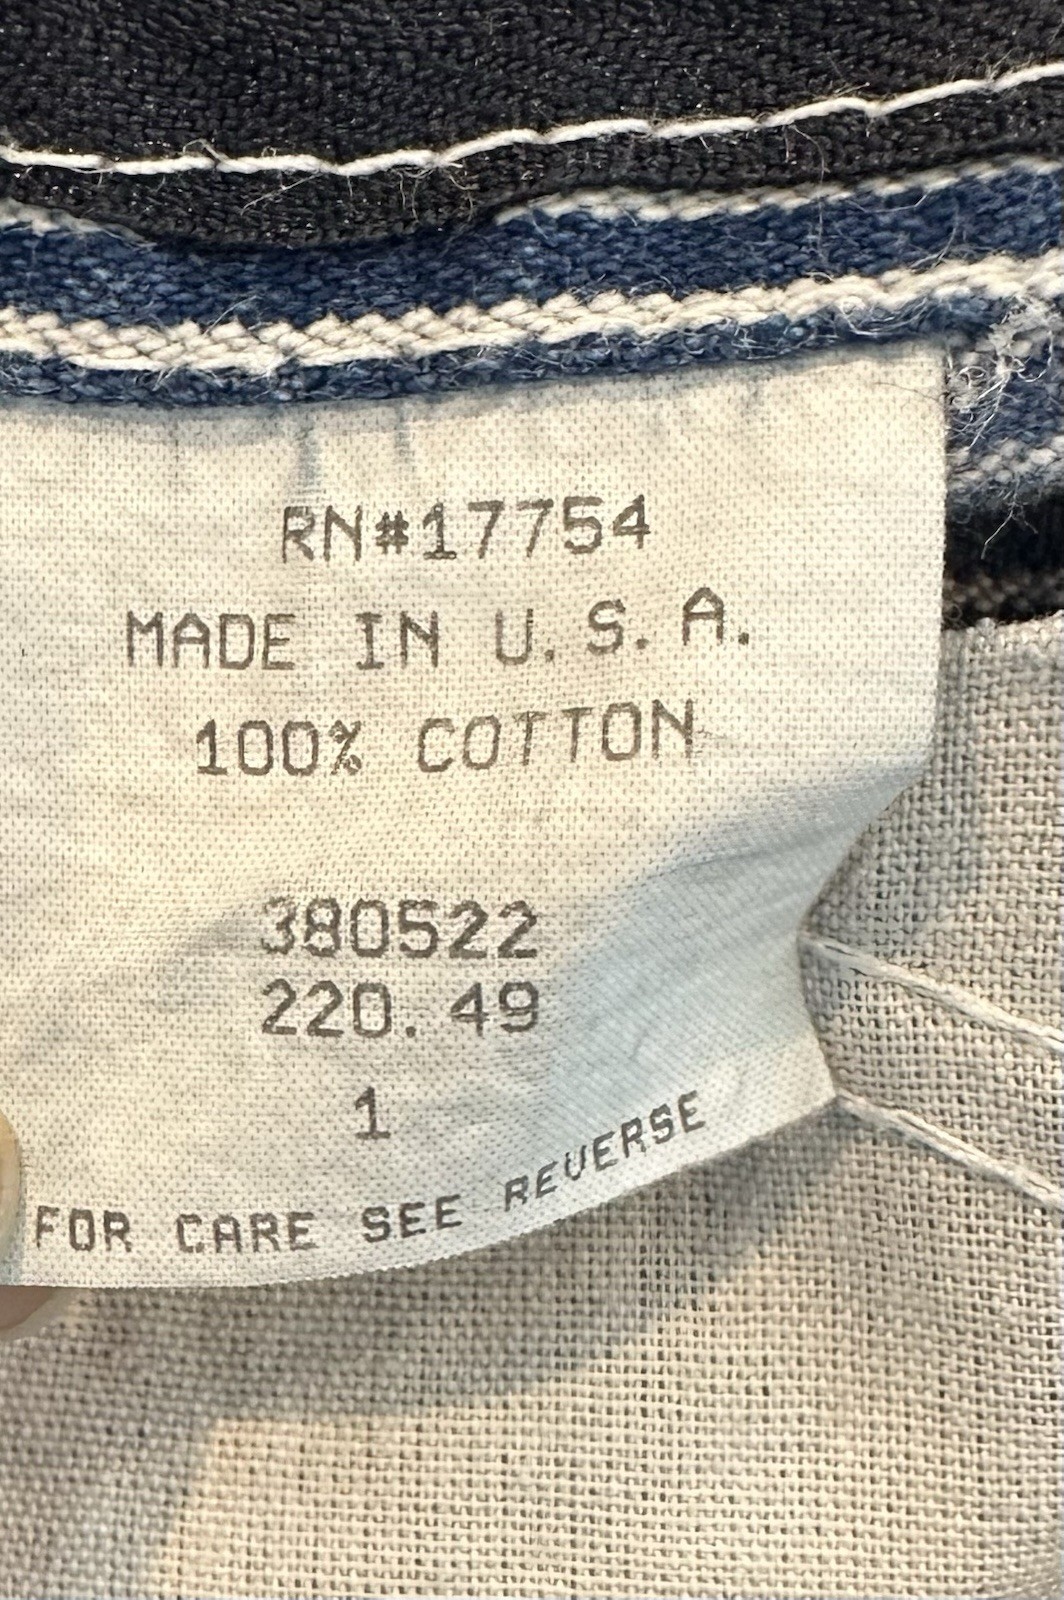 RN#17754
MADE IN U.S.A.
100% COTTON
380522
220.49
1
FOR CARE SEE REVERSE